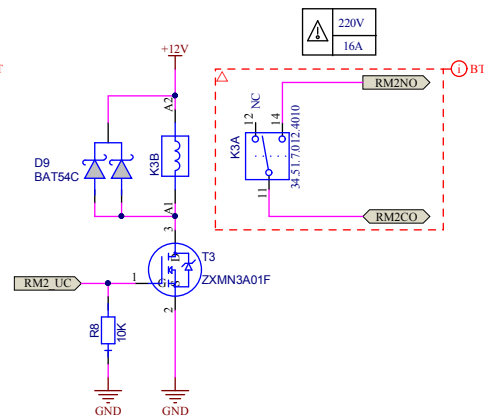 220V
16A
+12V
T
i
BT
RM2NO
A2
12
NC
14
D9
BAT54C
K3B
K3A
34.51.7.012.4010
11
A1
RM2CO
3
D
T3
ZXMN3A01F
RM2_UC
1
G
S
2
R8
10K
GND
GND